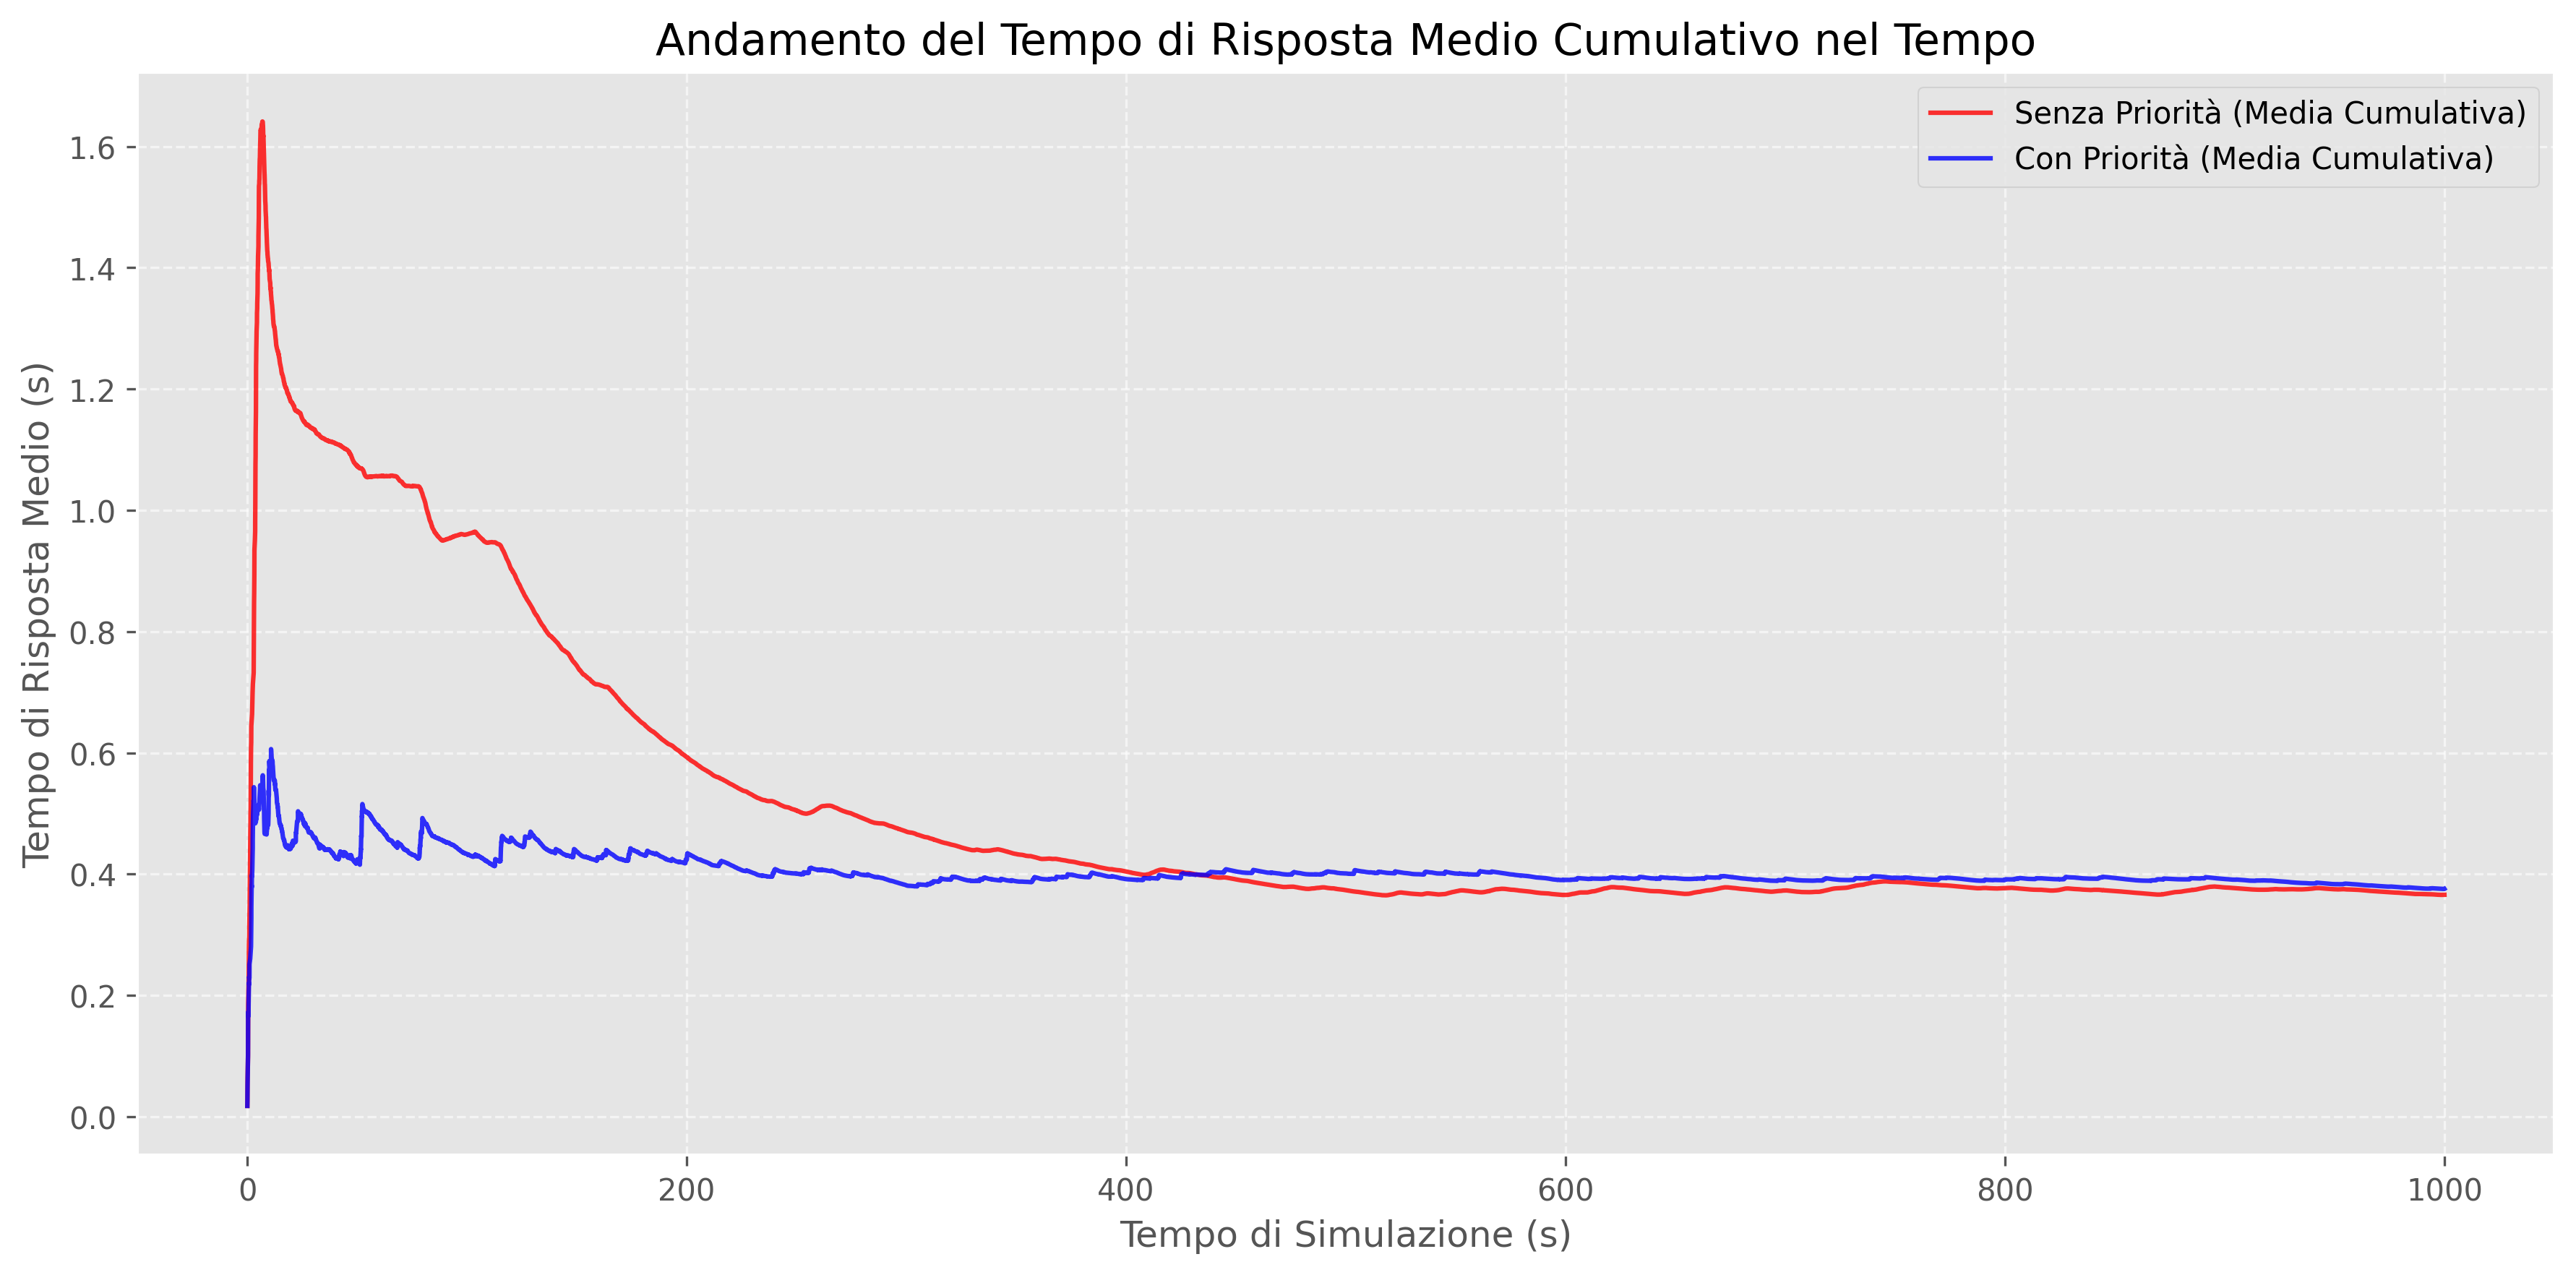 Andamento del Tempo di Risposta Medio Cumulativo nel Tempo
Senza Priorità (Media Cumulativa)
Con Priorità (Media Cumulativa)
Tempo di Risposta Medio (s)
1.6
1.4
1.2
1.0
0.8
0.6
0.4
0.2
0.0
0 200 400 600 800 1000
Tempo di Simulazione (s)